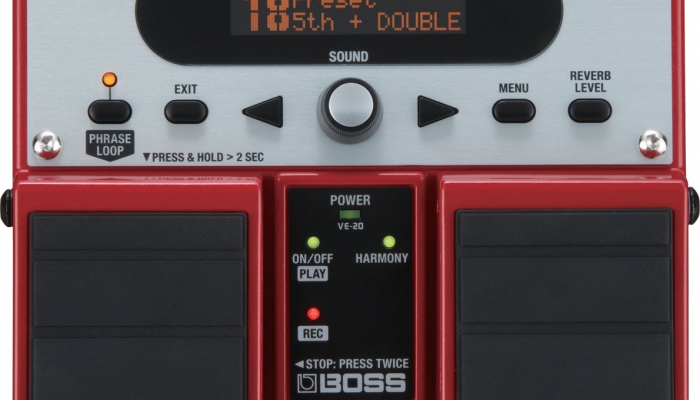 18 Preset
5th + DOUBLE
SOUND
EXIT
MENU
REVERB
LEVEL
PHRASE
LOOP
▼PRESS & HOLD > 2 SEC
POWER
VE-20
ON/OFF
HARMONY
PLAY
REC
◄STOP: PRESS TWICE
BOSS